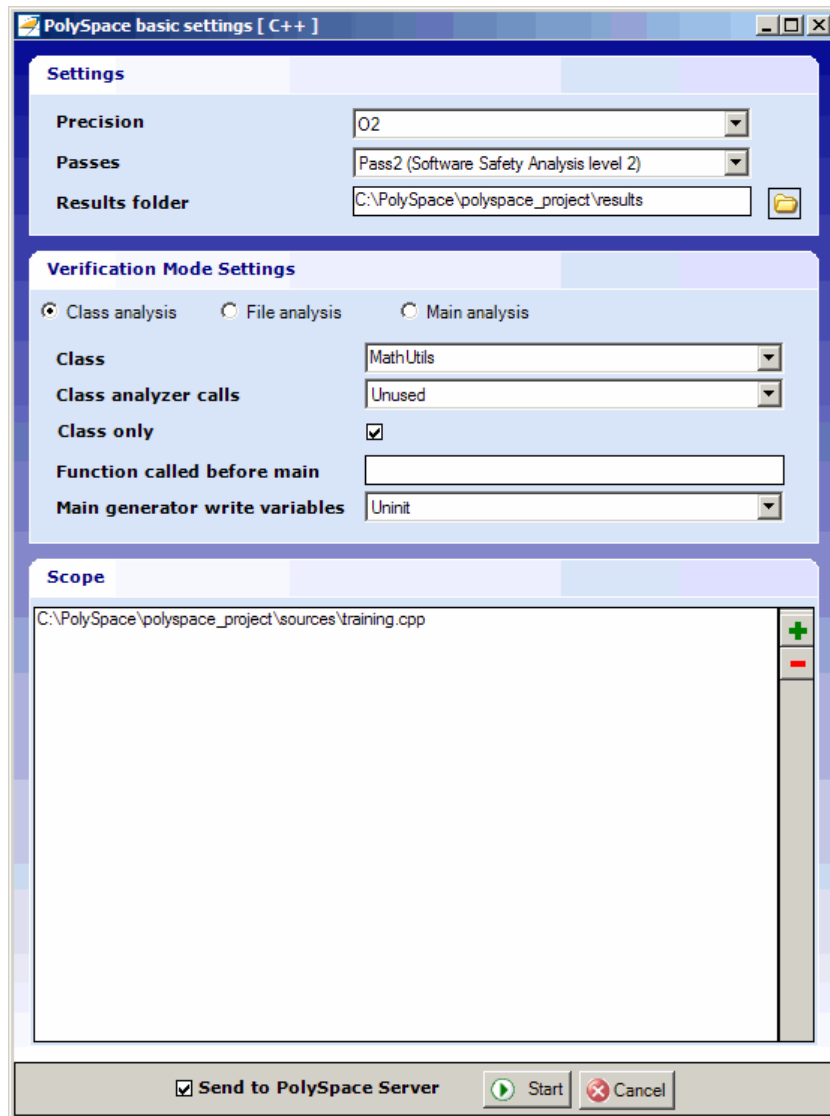 PolySpace basic settings [ C++ ]
Settings
Precision O2
Passes Pass2 (Software Safety Analysis level 2)
Results folder C:\PolySpace\polyspace_project\results
Verification Mode Settings
Class analysis File analysis Main analysis
Class MathUtils
Class analyzer calls Unused
Class only
Function called before main
Main generator write variables Uninit
Scope
C:\PolySpace\polyspace_project\sources\training.cpp
Send to PolySpace Server Start Cancel